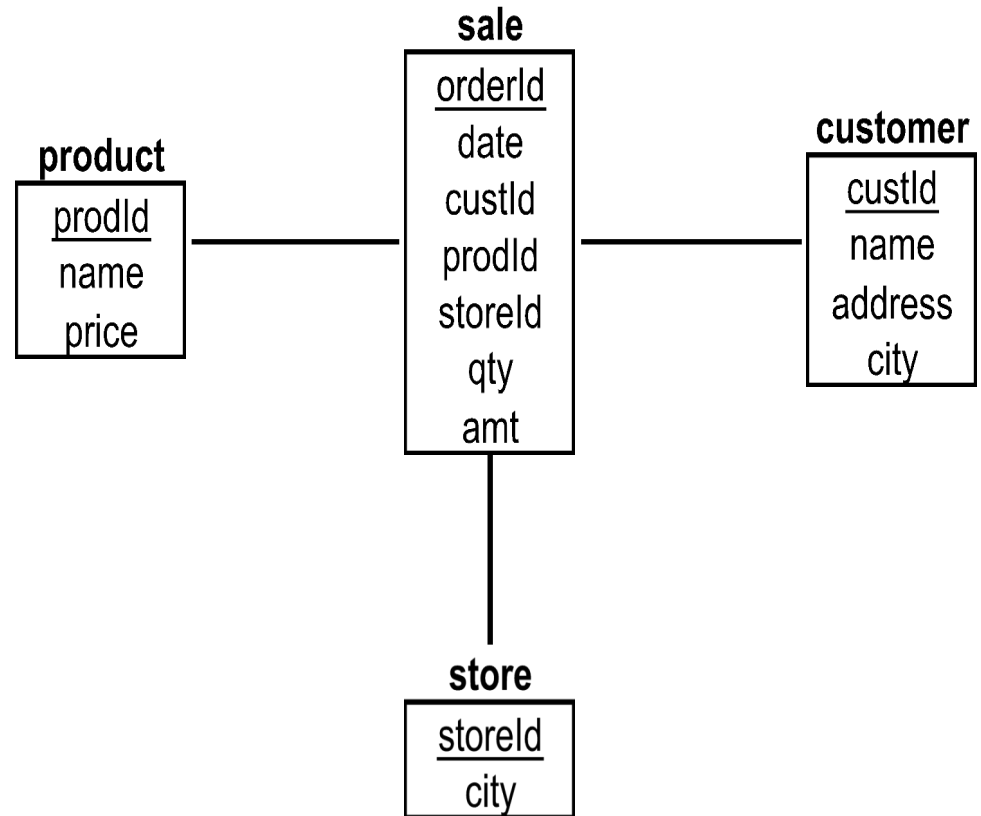 sale
orderId
date
custId
prodId
storeId
qty
amt
product
prodId
name
price
customer
custId
name
address
city
store
storeId
city